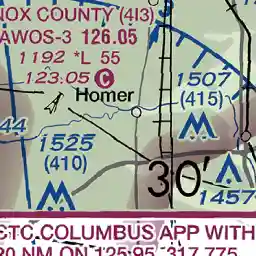 NOX COUNTY (4I3)
AWOS-3 126.05
1192 *L 55
123.05 C
Homer
1507
(415)
44
1525
(410)
30'
1457
CTC COLUMBUS APP WITH
20 NM ON 125.95 317.775